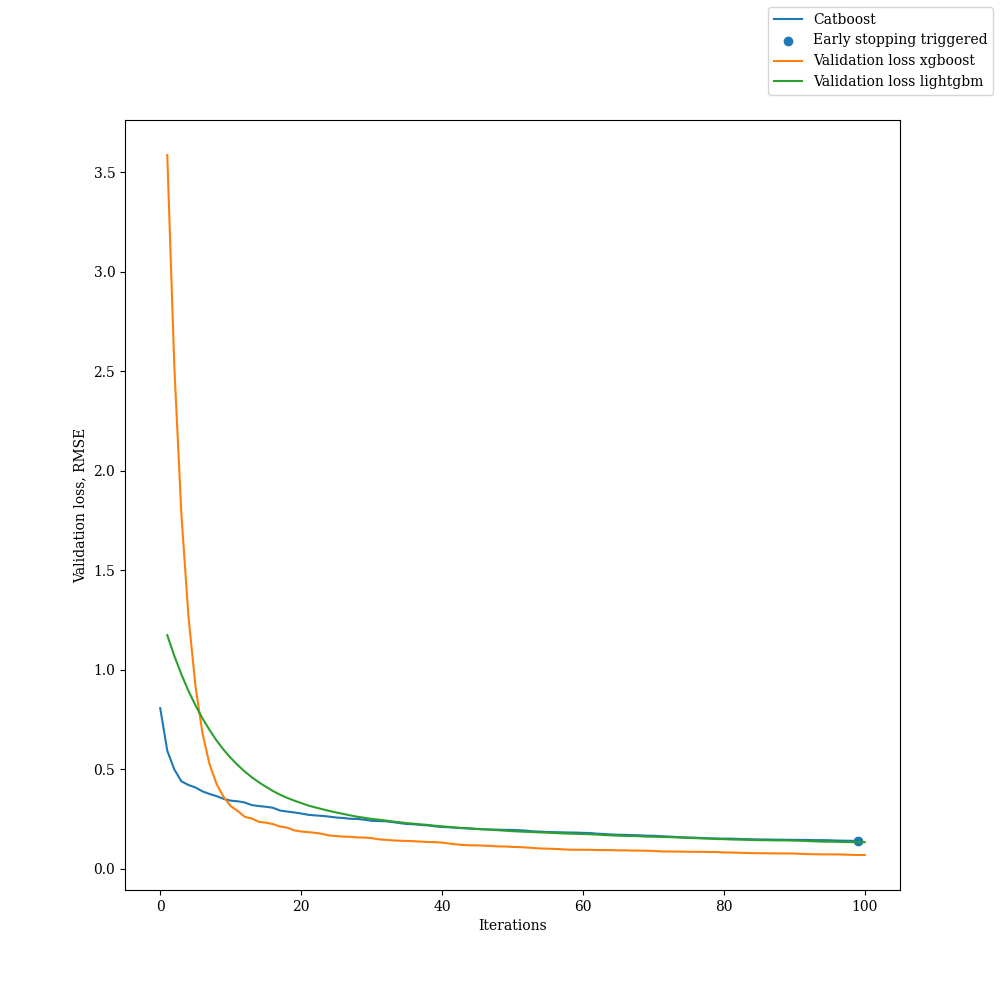 Catboost
Early stopping triggered
Validation loss xgboost
Validation loss lightgbm
3.5
3.0
2.5
2.0
1.5
1.0
0.5
0.0
Validation loss, RMSE
0 20 40 60 80 100
Iterations